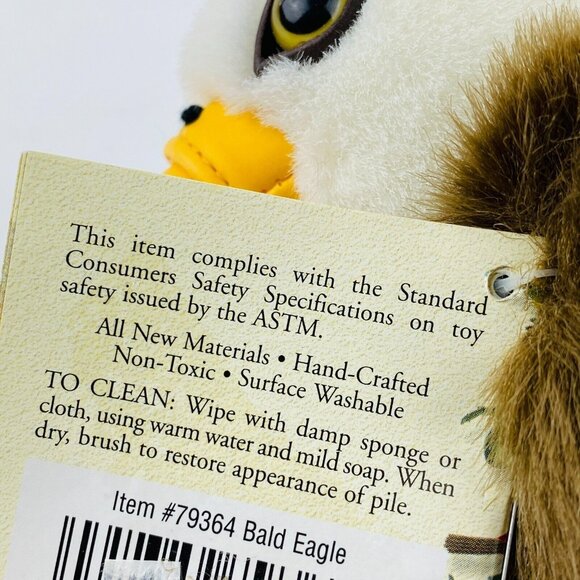 This item complies with the Standard
Consumers Safety Specifications on toy
safety issued by the ASTM.
All New Materials • Hand-Crafted
Non-Toxic • Surface Washable
TO CLEAN: Wipe with damp sponge or
cloth, using warm water and mild soap. When
dry, brush to restore appearance of pile.
Item #79364 Bald Eagle